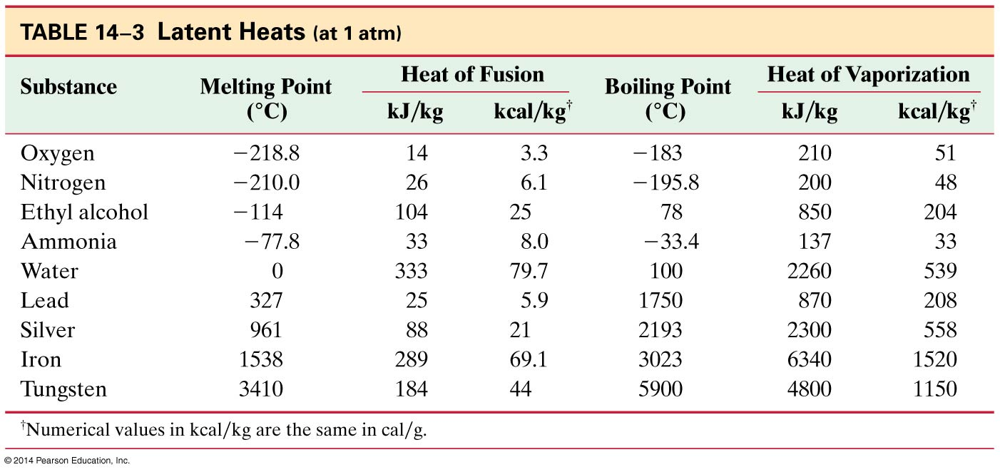 TABLE 14–3 Latent Heats (at 1 atm)
Substance Melting Point (°C) Heat of Fusion Boiling Point (°C) Heat of Vaporization
kJ/kg kcal/kg† kJ/kg kcal/kg†
Oxygen −218.8 14 3.3 −183 210 51
Nitrogen −210.0 26 6.1 −195.8 200 48
Ethyl alcohol −114 104 25 78 850 204
Ammonia −77.8 33 8.0 −33.4 137 33
Water 0 333 79.7 100 2260 539
Lead 327 25 5.9 1750 870 208
Silver 961 88 21 2193 2300 558
Iron 1538 289 69.1 3023 6340 1520
Tungsten 3410 184 44 5900 4800 1150
†Numerical values in kcal/kg are the same in cal/g.
© 2014 Pearson Education, Inc.